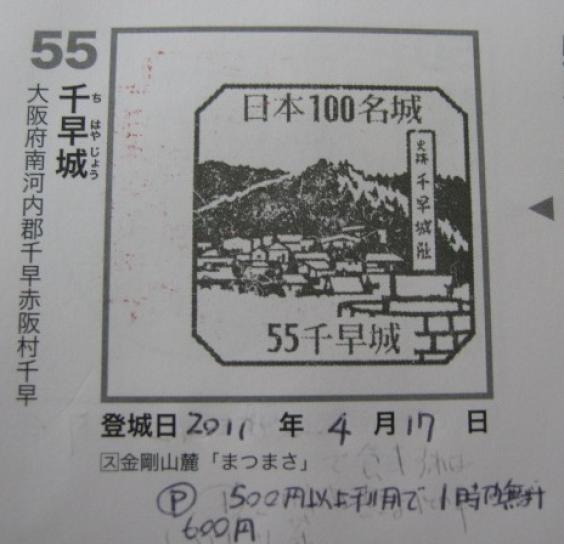 55
千早城
ちはやじょう
大阪府南河内郡千早赤阪村千早
日本100名城
史蹟 千早城址
55千早城
登城日 2011 年 4 月 17 日
ス金剛山麓「まつまさ」
Ⓟ 500円以上利用で 1時間無料
600円